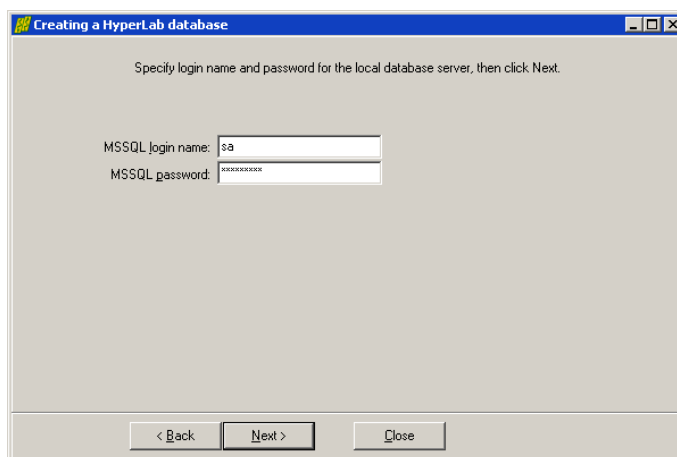 Creating a HyperLab database
Specify login name and password for the local database server, then click Next.
MSSQL login name: sa
MSSQL password: *********
< Back Next > Close